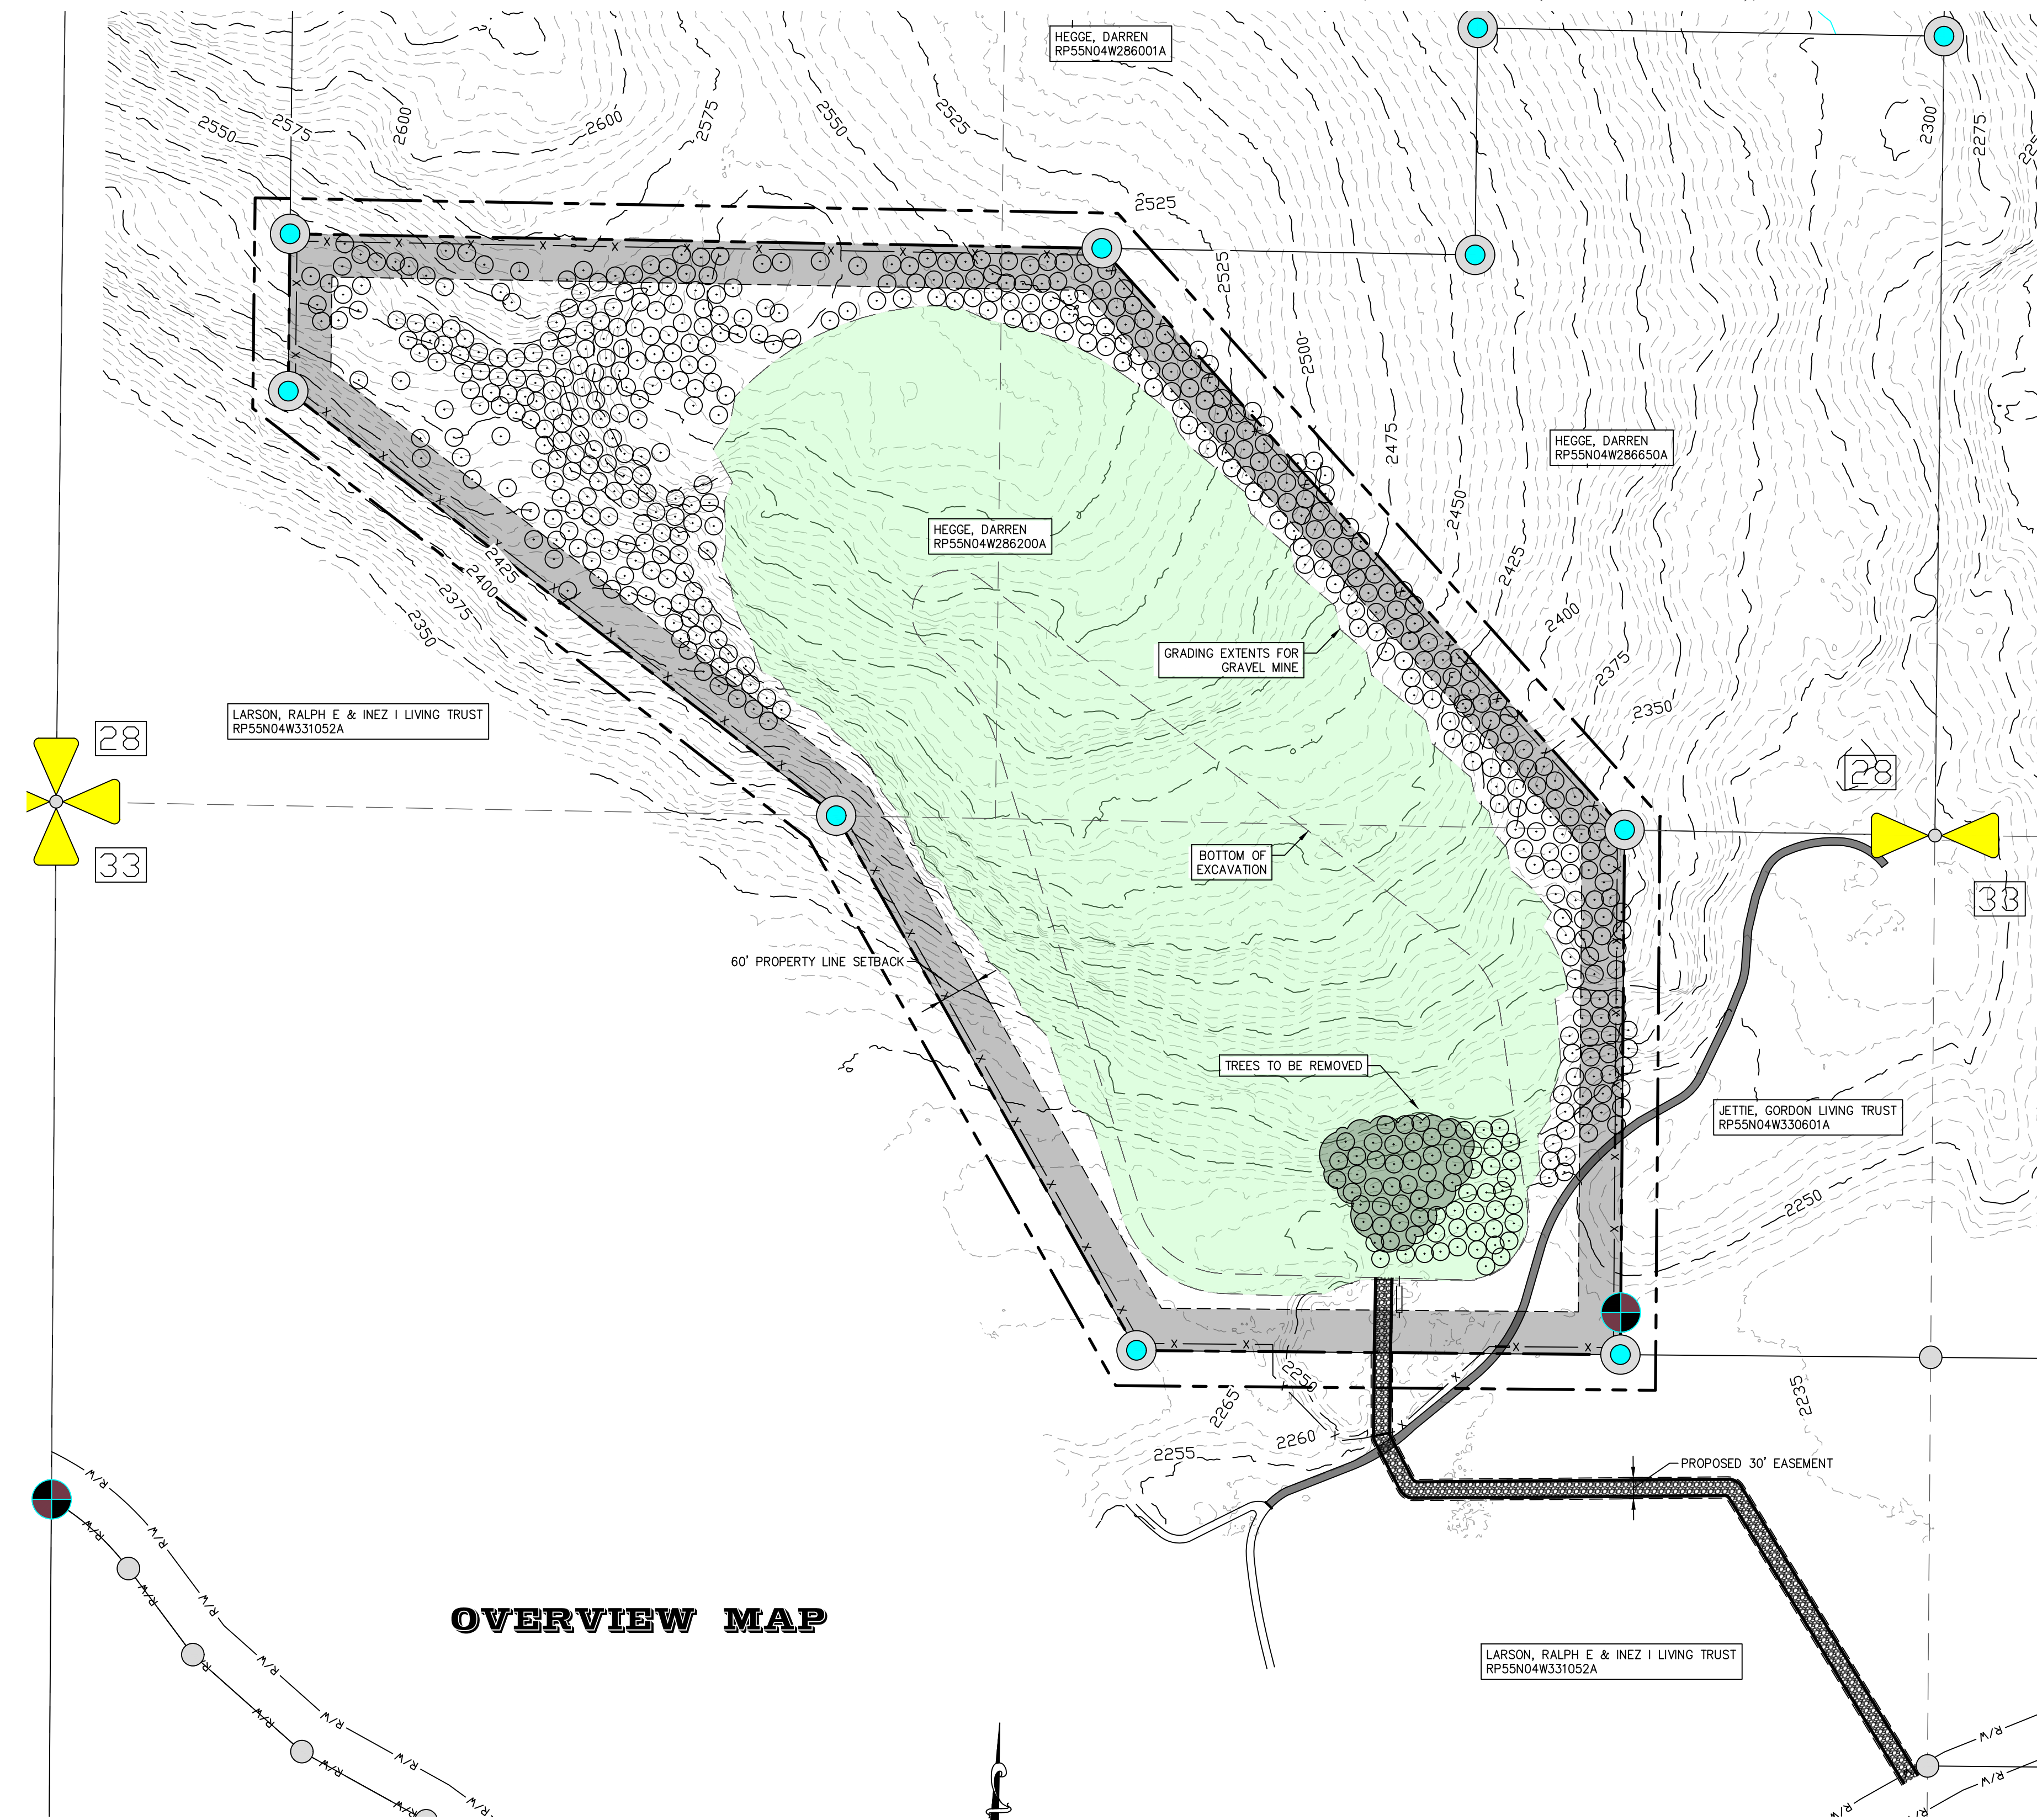 HEGGE, DARREN
RP55N04W286001A
2550
2575
2600
2600
2575
2550
2525
2300
2275
2525
2525
2500
2475
2450
2425
2400
2375
2350
HEGGE, DARREN
RP55N04W286650A
HEGGE, DARREN
RP55N04W286200A
2425
2400
2375
2350
GRADING EXTENTS FOR
GRAVEL MINE
LARSON, RALPH E & INEZ I LIVING TRUST
RP55N04W331052A
28
33
28
33
BOTTOM OF
EXCAVATION
60' PROPERTY LINE SETBACK
TREES TO BE REMOVED
JETTIE, GORDON LIVING TRUST
RP55N04W330601A
2250
2250
2265
2260
2255
2235
PROPOSED 30' EASEMENT
R/W
R/W
R/W
R/W
R/W
R/W
R/W
R/W
R/W
R/W
R/W
R/W
OVERVIEW MAP
LARSON, RALPH E & INEZ I LIVING TRUST
RP55N04W331052A
R/W
R/W
R/W
R/W